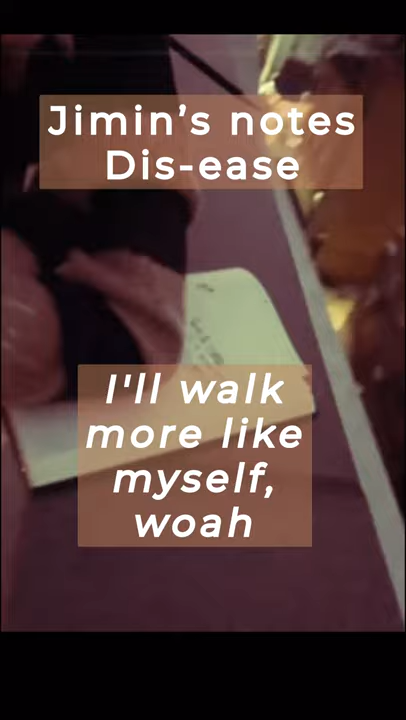 Jimin’s notes
Dis-ease
I'll walk
more like
myself,
woah